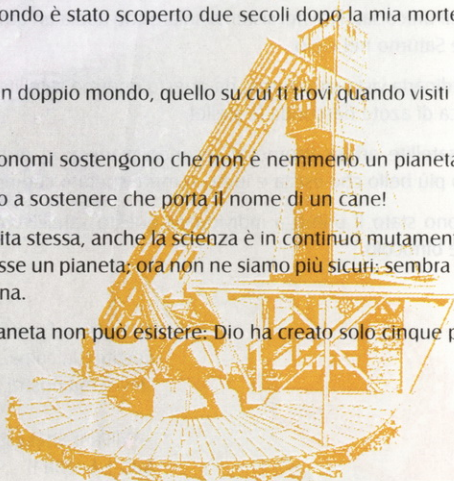 ondo è stato scoperto due secoli dopo la mia morte
n doppio mondo, quello su cui ti trovi quando visiti
onomi sostengono che non è nemmeno un pianeta
o a sostenere che porta il nome di un cane!
ita stessa, anche la scienza è in continuo mutamen
sse un pianeta; ora non ne siamo più sicuri: sembra
na.
aneta non può esistere: Dio ha creato solo cinque p